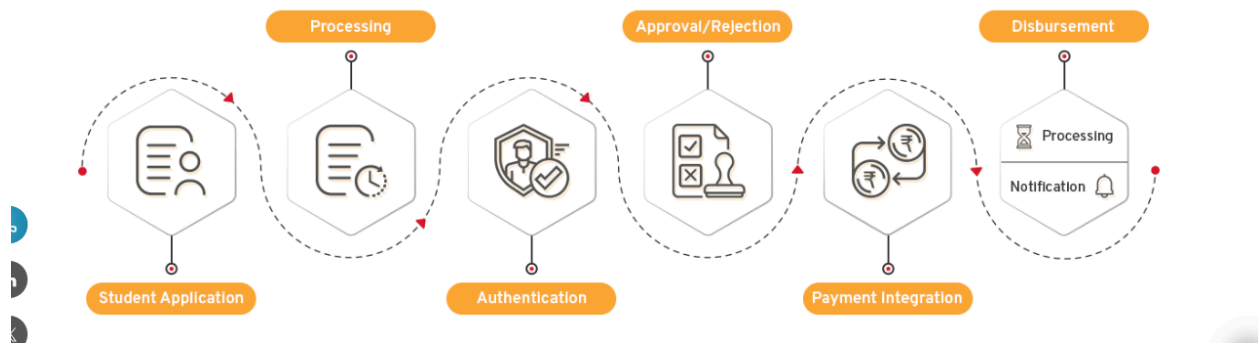 Processing
Approval/Rejection
Disbursement
Processing
Notification
Student Application
Authentication
Payment Integration